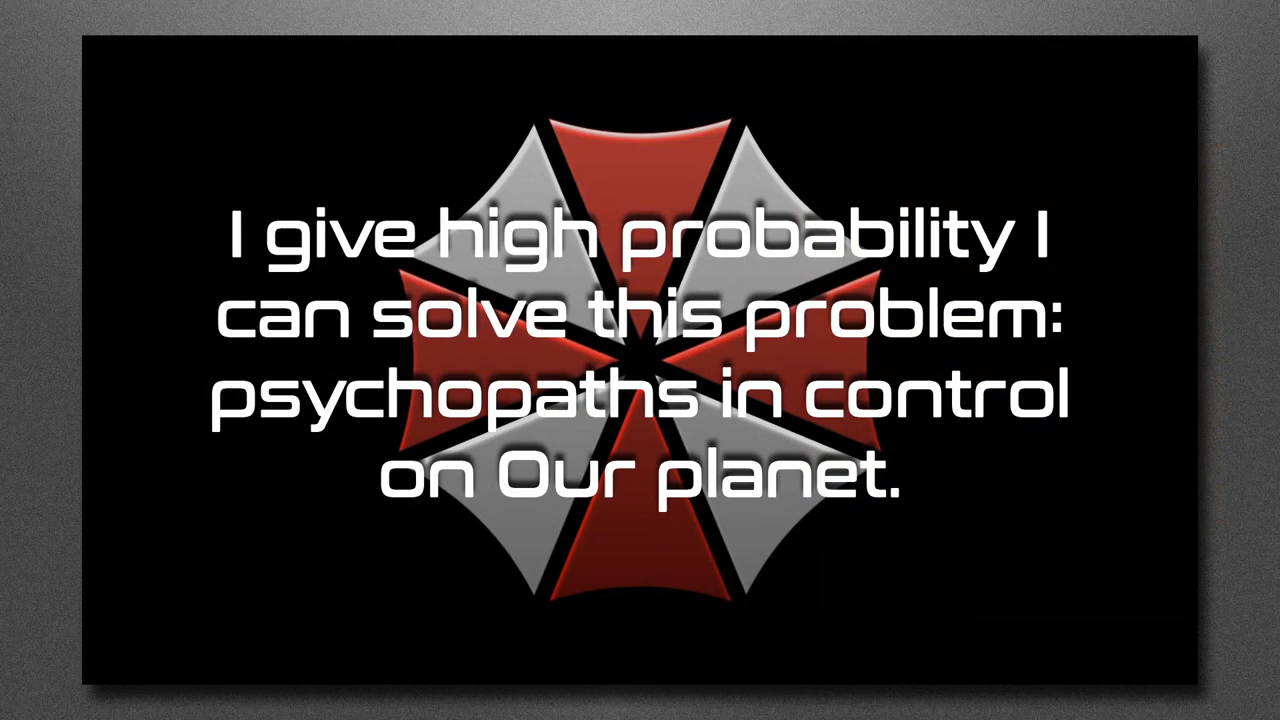 I give high probability I
can solve this problem:
psychopaths in control
on Our planet.